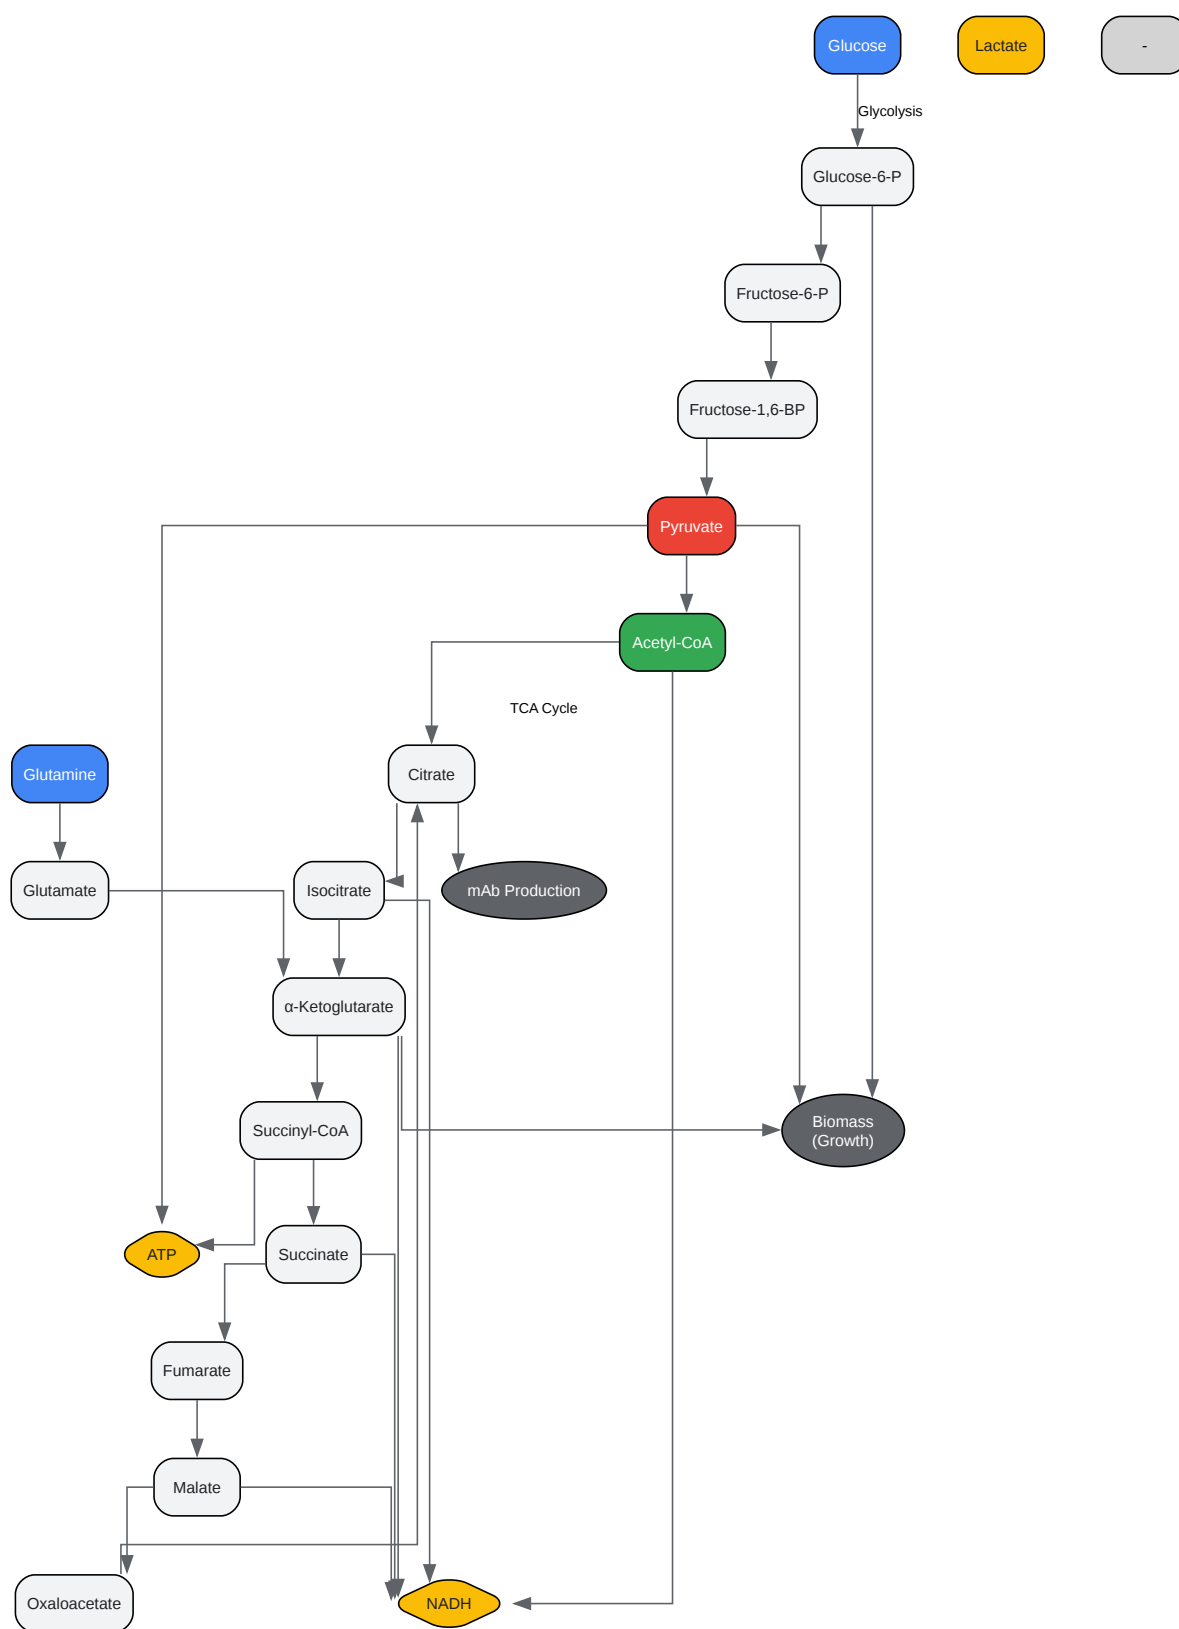 Glucose
Lactate
-
Glycolysis
Glucose-6-P
Fructose-6-P
Fructose-1,6-BP
Pyruvate
Acetyl-CoA
TCA Cycle
Glutamine
Citrate
Glutamate
Isocitrate
mAb Production
α-Ketoglutarate
Succinyl-CoA
Biomass
(Growth)
ATP
Succinate
Fumarate
Malate
Oxaloacetate
NADH